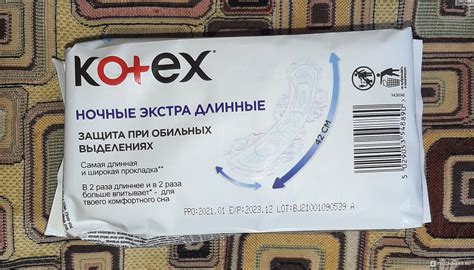 Kotex
НОЧНЫЕ ЭКСТРА ДЛИННЫЕ
ЗАЩИТА ПРИ ОБИЛЬНЫХ
ВЫДЕЛЕНИЯХ
Самая длинная
и широкая прокладка**
В 2 раза длиннее и в 2 раза
больше впитывает* - для
твоего комфортного сна
42 СМ
PRO:2021.01 EXP:2023.12 LOT:BJ21001090539 A